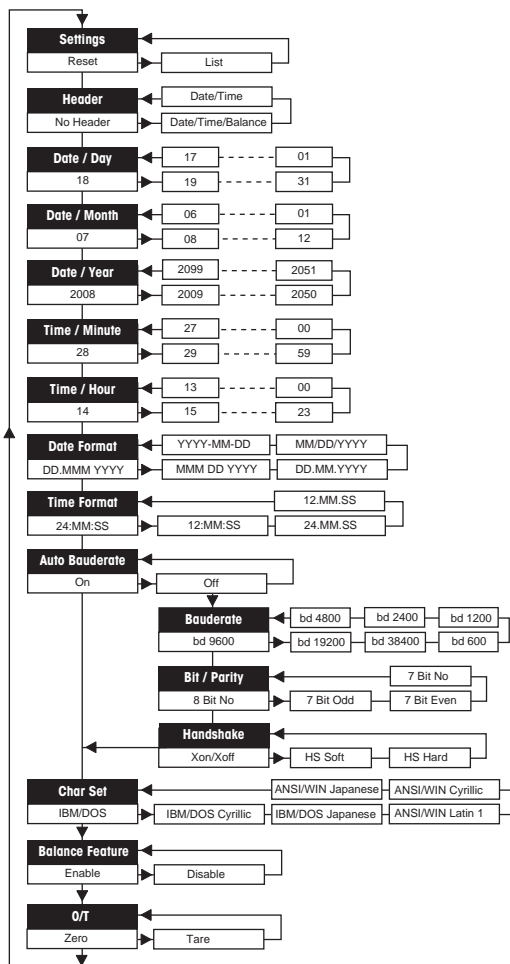 Settings
Reset List
Header Date/Time
No Header Date/Time/Balance
Date / Day 17 01
18 19 31
Date / Month 06 01
07 08 12
Date / Year 2099 2051
2008 2009 2050
Time / Minute 27 00
28 29 59
Time / Hour 13 00
14 15 23
Date Format YYYY-MM-DD MM/DD/YYYY
DD.MMM YYYY MMM DD YYYY DD.MM.YYYY
Time Format 12.MM.SS
24:MM:SS 12:MM:SS 24.MM.SS
Auto Bauderate
On Off
Bauderate bd 4800 bd 2400 bd 1200
bd 9600 bd 19200 bd 38400 bd 600
Bit / Parity 7 Bit No
8 Bit No 7 Bit Odd 7 Bit Even
Handshake
Xon/Xoff HS Soft HS Hard
Char Set ANSI/WIN Japanese ANSI/WIN Cyrillic
IBM/DOS IBM/DOS Cyrillic IBM/DOS Japanese ANSI/WIN Latin 1
Balance Feature
Enable Disable
O/T
Zero Tare